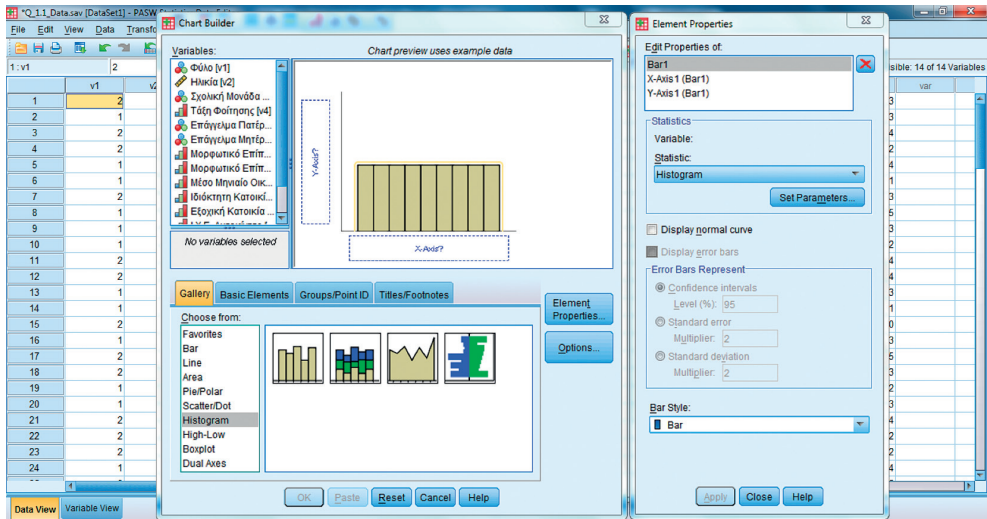 *Q_1.1_Data.sav [DataSet1] - PASW
File Edit View Data
1 : v1 2
Visible: 14 of 14 Variables
v1
var
1 2
2 1
3 2
4 2
5 1
6 1
7 2
8 1
9 1
10 1
11 2
12 2
13 1
14 1
15 2
16 1
17 2
18 2
19 1
20 1
21 2
22 2
23 2
24 1
Data View Variable View
Chart Builder
Variables:
Chart preview uses example data
Φύλο [v1]
Ηλικία [v2]
Σχολική Μονάδα ...
Τάξη Φοίτησης [v4]
Επάγγελμα Πατέρ...
Επάγγελμα Μητέρ...
Μορφωτικό Επίπ...
Μορφωτικό Επίπ...
Μέσο Μηνιαίο Οικ...
Ιδιόκτητη Κατοικί...
Εξοχική Κατοικία ...
No variables selected
Y-Axis?
X-Axis?
Gallery Basic Elements Groups/Point ID Titles/Footnotes
Choose from:
Favorites
Bar
Line
Area
Pie/Polar
Scatter/Dot
Histogram
High-Low
Boxplot
Dual Axes
Element
Properties...
Options...
OK Paste Reset Cancel Help
Element Properties
Edit Properties of:
Bar1
X-Axis1 (Bar1)
Y-Axis1 (Bar1)
Statistics
Variable:
Statistic:
Histogram
Set Parameters...
Display normal curve
Display error bars
Error Bars Represent
Confidence intervals
Level (%): 95
Standard error
Multiplier: 2
Standard deviation
Multiplier: 2
Bar Style:
Bar
Apply Close Help